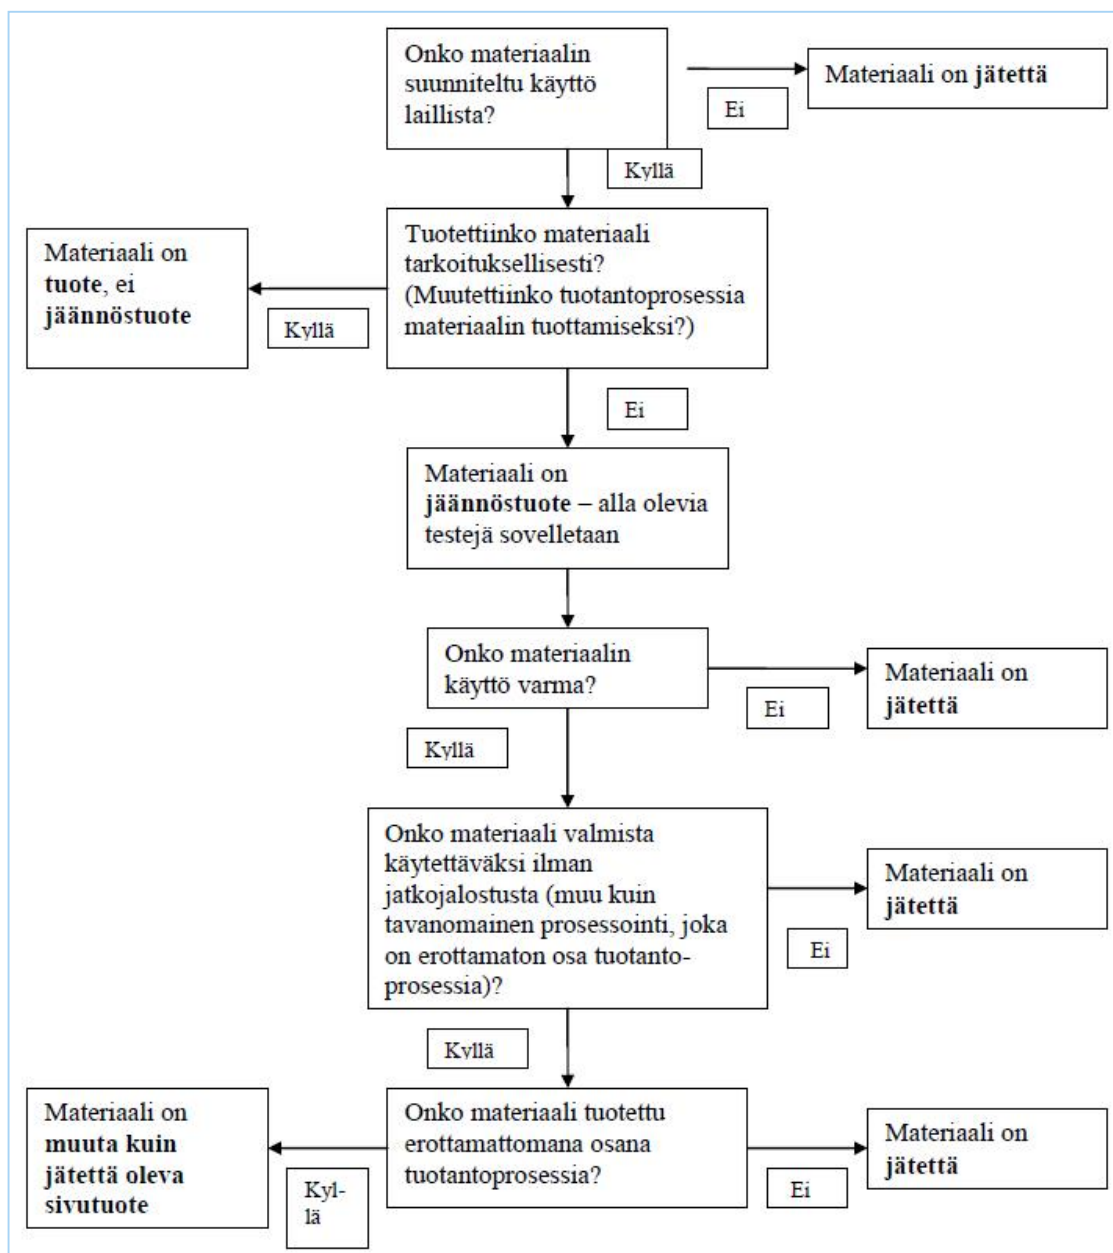 Onko materiaalin
suunniteltu käyttö
laillista?
Materiaali on jätettä
Ei
Kyllä
Tuotettiinko materiaali
tarkoituksellisesti?
(Muutettiinko tuotantoprosessia
materiaalin tuottamiseksi?)
Materiaali on
tuote, ei
jäännöstuote
Kyllä
Ei
Materiaali on
jäännöstuote – alla olevia
testejä sovelletaan
Onko materiaalin
käyttö varma?
Materiaali on
jätettä
Ei
Kyllä
Onko materiaali valmista
käytettäväksi ilman
jatkojalostusta (muu kuin
tavanomainen prosessointi, joka
on erottamaton osa tuotanto-
prosessia)?
Materiaali on
jätettä
Ei
Kyllä
Onko materiaali tuotettu
erottamattomana osana
tuotantoprosessia?
Materiaali on
muuta kuin
jätettä oleva
sivutuote
Kyl-
lä
Materiaali on
jätettä
Ei